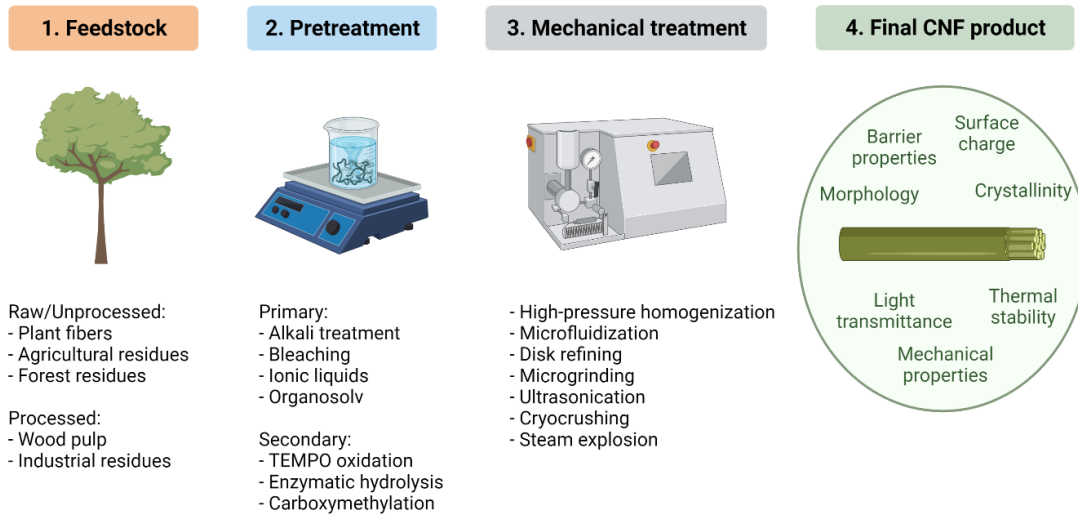 1. Feedstock
2. Pretreatment
3. Mechanical treatment
4. Final CNF product
Raw/Unprocessed:
- Plant fibers
- Agricultural residues
- Forest residues
Processed:
- Wood pulp
- Industrial residues
Primary:
- Alkali treatment
- Bleaching
- Ionic liquids
- Organosolv
Secondary:
- TEMPO oxidation
- Enzymatic hydrolysis
- Carboxymethylation
- High-pressure homogenization
- Microfluidization
- Disk refining
- Microgrinding
- Ultrasonication
- Cryocrushing
- Steam explosion
Barrier
properties
Surface
charge
Morphology
Crystallinity
Light
transmittance
Thermal
stability
Mechanical
properties